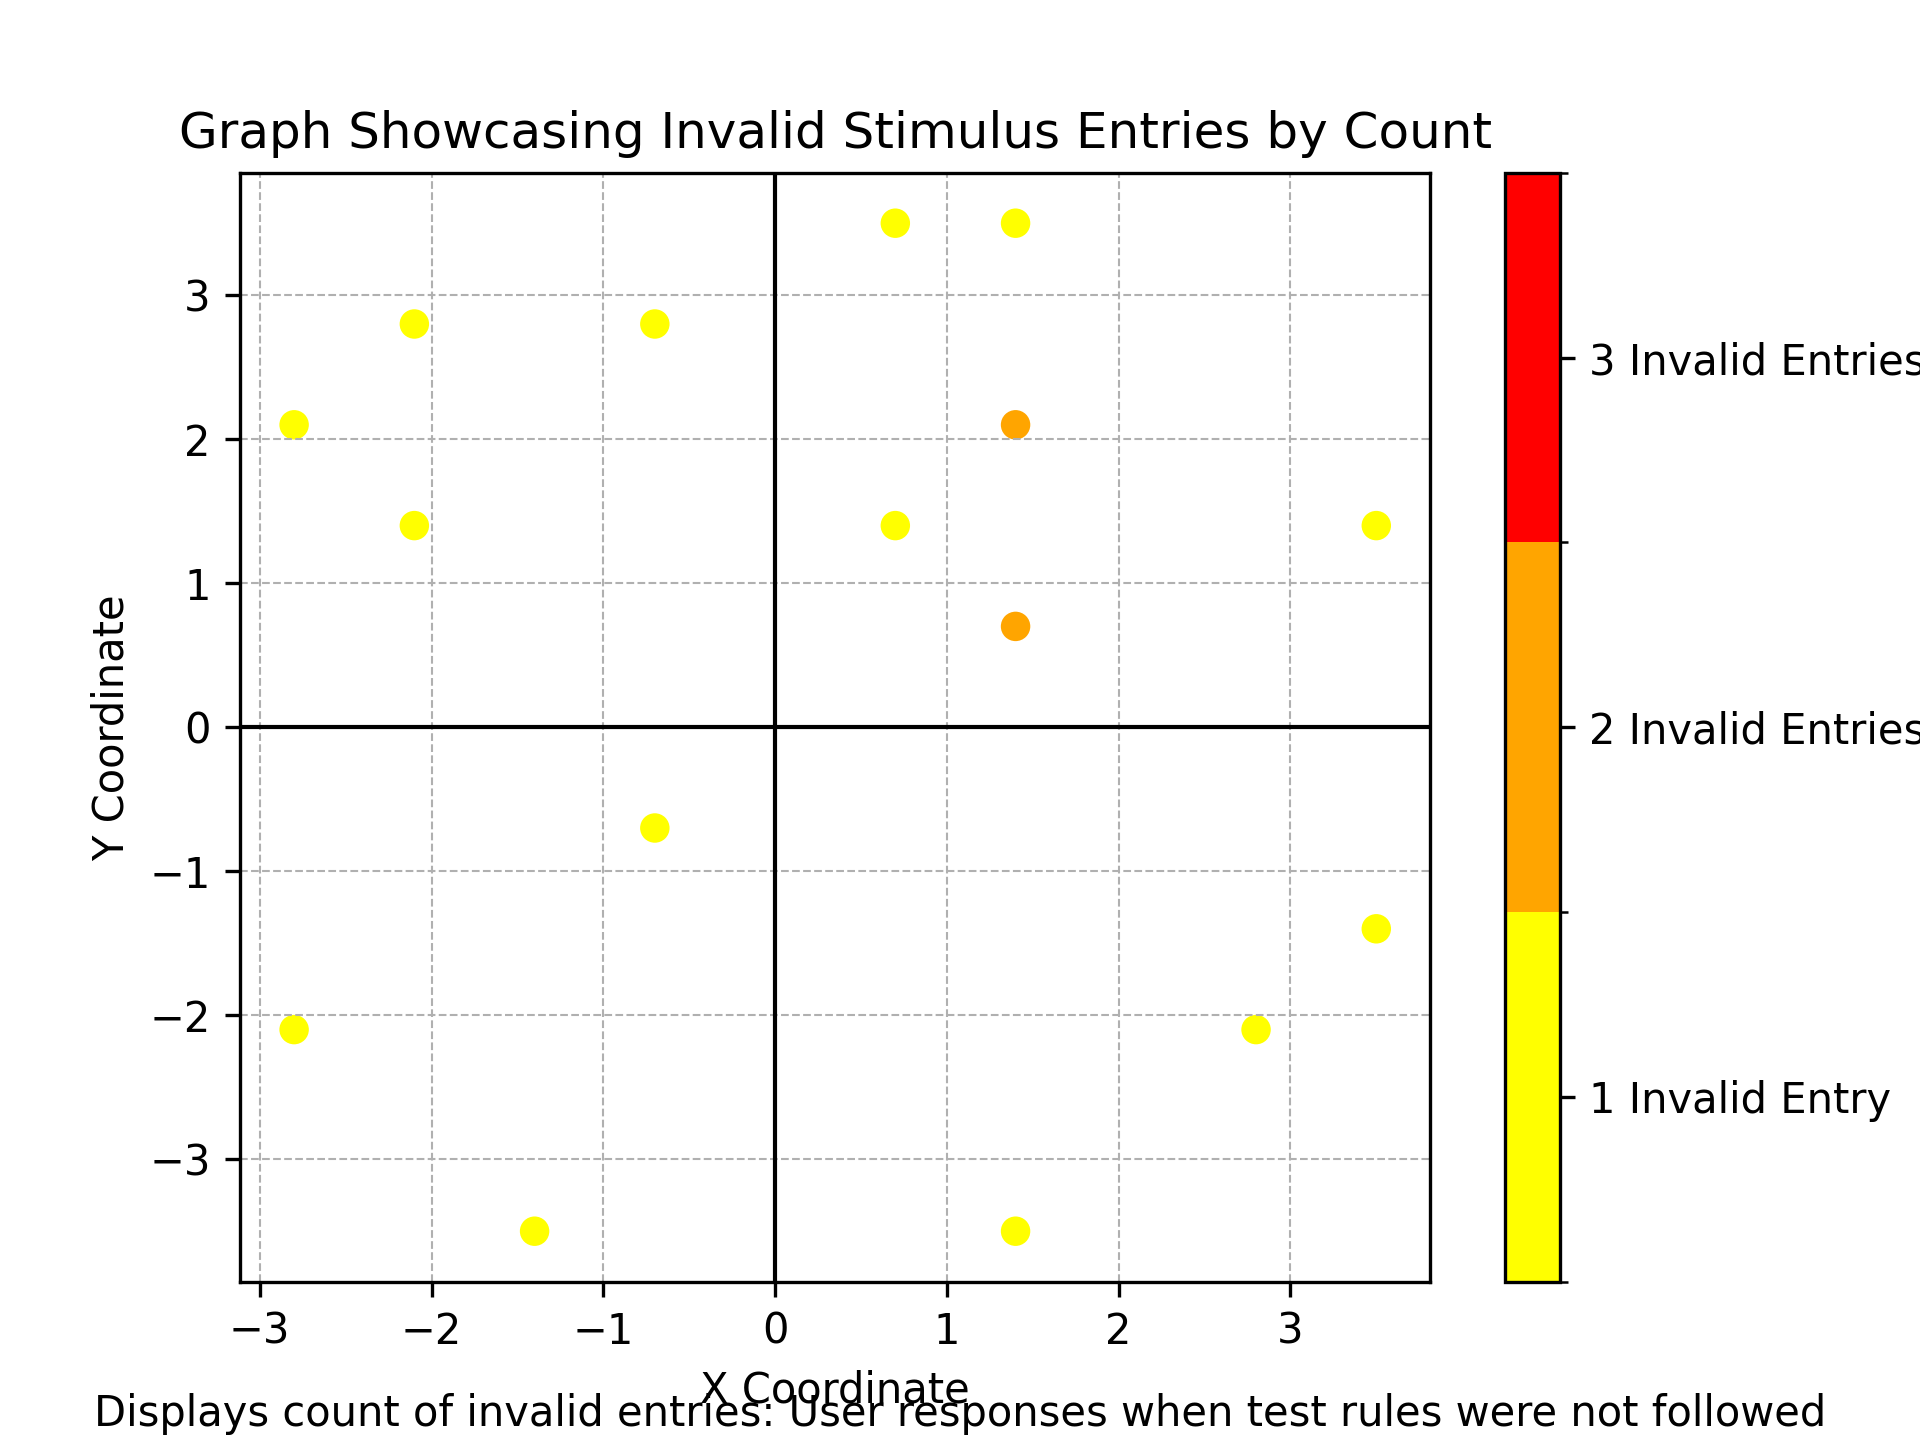 Graph Showcasing Invalid Stimulus Entries by Count
3
2
1
0
−1
−2
−3
Y Coordinate
−3 −2 −1 0 1 2 3
X Coordinate
3 Invalid Entries
2 Invalid Entries
1 Invalid Entry
Displays count of invalid entries: User responses when test rules were not followed